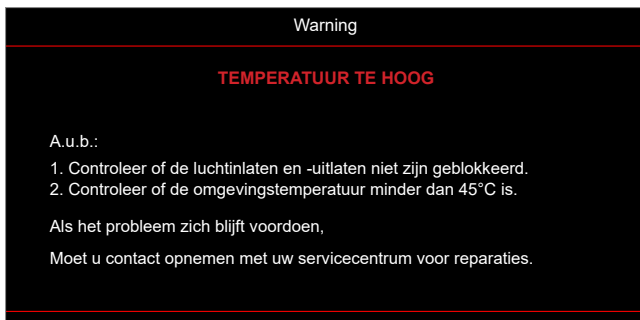 Warning
TEMPERATUUR TE HOOG
A.u.b.:
1. Controleer of de luchtinlaten en -uitlaten niet zijn geblokkeerd.
2. Controleer of de omgevingstemperatuur minder dan 45°C is.
Als het probleem zich blijft voordoen,
Moet u contact opnemen met uw servicecentrum voor reparaties.